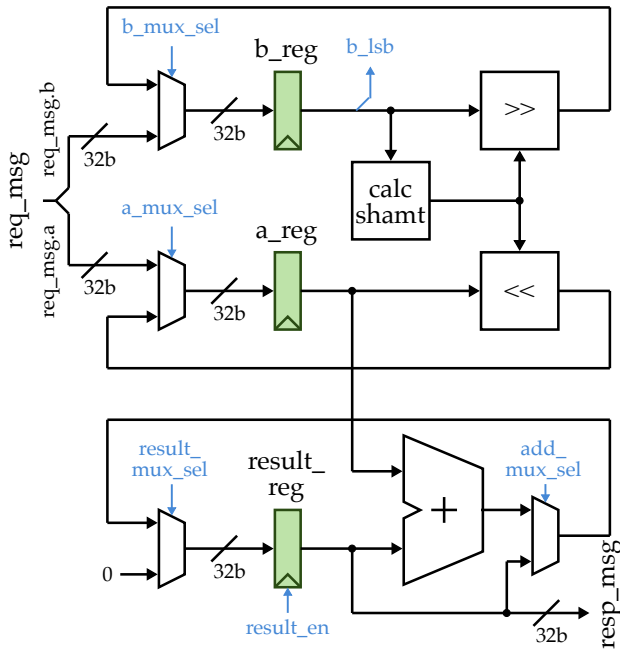 b_mux_sel
b_reg
b_lsb
>>
req_msg.b
32b
32b
calc
shamt
req_msg
a_mux_sel
a_reg
req_msg.a
32b
32b
<<
result_
mux_sel
result_
reg
add_
mux_sel
+
0
32b
result_en
32b
resp_msg